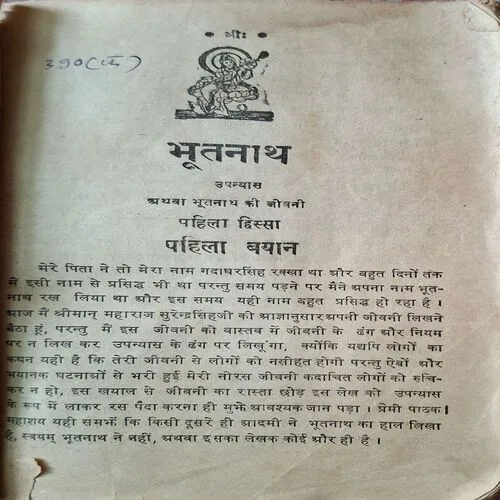 श्रीः
३९०(फ)
भूतनाथ
उपन्यास
अथवा भूतनाथ की जीवनी
पहिला हिस्सा
पहिला बयान
मेरे पिता ने तो मेरा नाम गदाधरसिंह रक्खा था और बहुत दिनों तक
मैं इसी नाम से प्रसिद्ध भी था परन्तु समय पड़ने पर मैंने अपना नाम भूत-
नाथ रख लिया था और इस समय यही नाम बहुत प्रसिद्ध हो रहा है ।
आज मैं श्रीमान् महाराज सुरेन्द्रसिंहजी की आज्ञानुसार अपनी जीवनी लिखने
बैठा हूं, परन्तु मैं इस जीवनी को वास्तव में जीवनी के ढंग और नियम
पर न लिख कर उपन्यास के ढंग पर लिखूंगा, क्योंकि यद्यपि लोगों का
कथन यही है कि तेरी जीवनी से लोगों को नसीहत होगी परन्तु ऐबों और
भयानक घटनाओं से भरी हुई मेरी नीरस जीवनी कदाचित लोगों को रुचि-
कर न हो, इस खयाल से जीवनी का रास्ता छोड़ इस लेख को उपन्यास
के रूप में लाकर रस पैदा करना ही मुझे आवश्यक जान पड़ा । प्रेमी पाठक
महाशय यही समझें कि किसी दूसरे ही आदमी ने भूतनाथ का हाल लिखा
है, स्वयम् भूतनाथ ने नहीं, अथवा इसका लेखक कोई और ही है ।